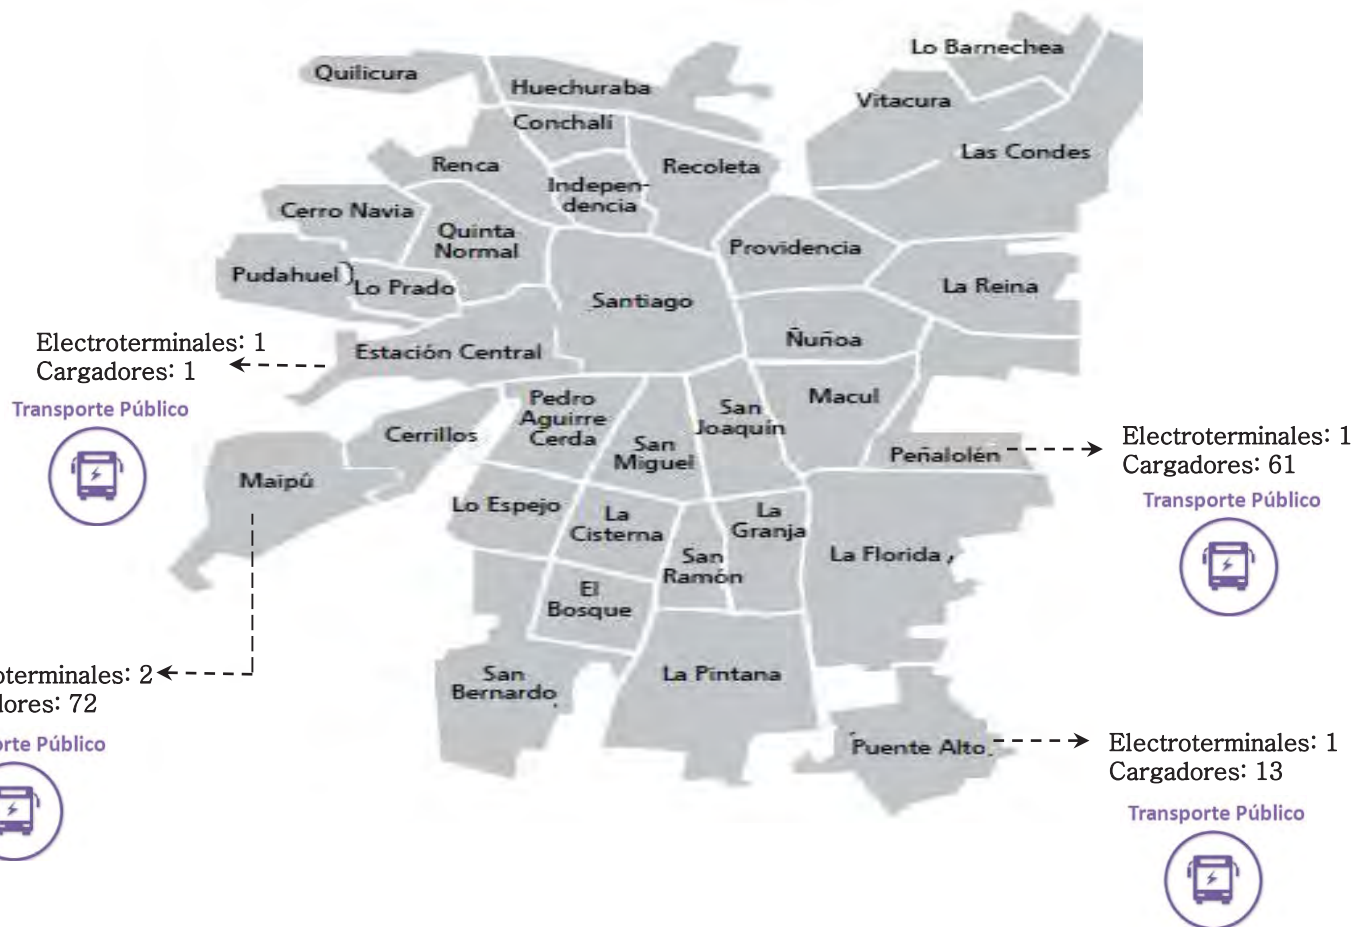 Lo Barnechea
Quilicura
Huechuraba
Vitacura
Conchalí
Las Condes
Renca
Recoleta
Indepen-
dencia
Cerro Navia
Quinta
Normal
Providencia
Pudahuel
Lo Prado
La Reina
Santiago
Ñuñoa
Estación Central
Electroterminales: 1
Cargadores: 1
Transporte Público
Pedro
Aguirre
Cerda
Macul
San
Joaquín
Cerrillos
San
Miguel
Peñalolén
Electroterminales: 1
Cargadores: 61
Transporte Público
Maipú
Lo Espejo
La
Cisterna
La
Granja
La Florida
San
Ramón
El
Bosque
San
Bernardo
La Pintana
oterminales: 2
dores: 72
orte Público
Puente Alto
Electroterminales: 1
Cargadores: 13
Transporte Público